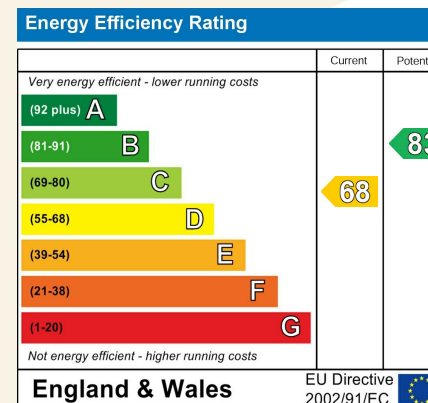 Energy Efficiency Rating
Current
Very energy efficient - lower running costs
(92 plus) A
(81-91) B
83
(69-80) C
68
(55-68) D
(39-54) E
(21-38) F
(1-20) G
Not energy efficient - higher running costs
England & Wales
EU Directive
2002/91/EC